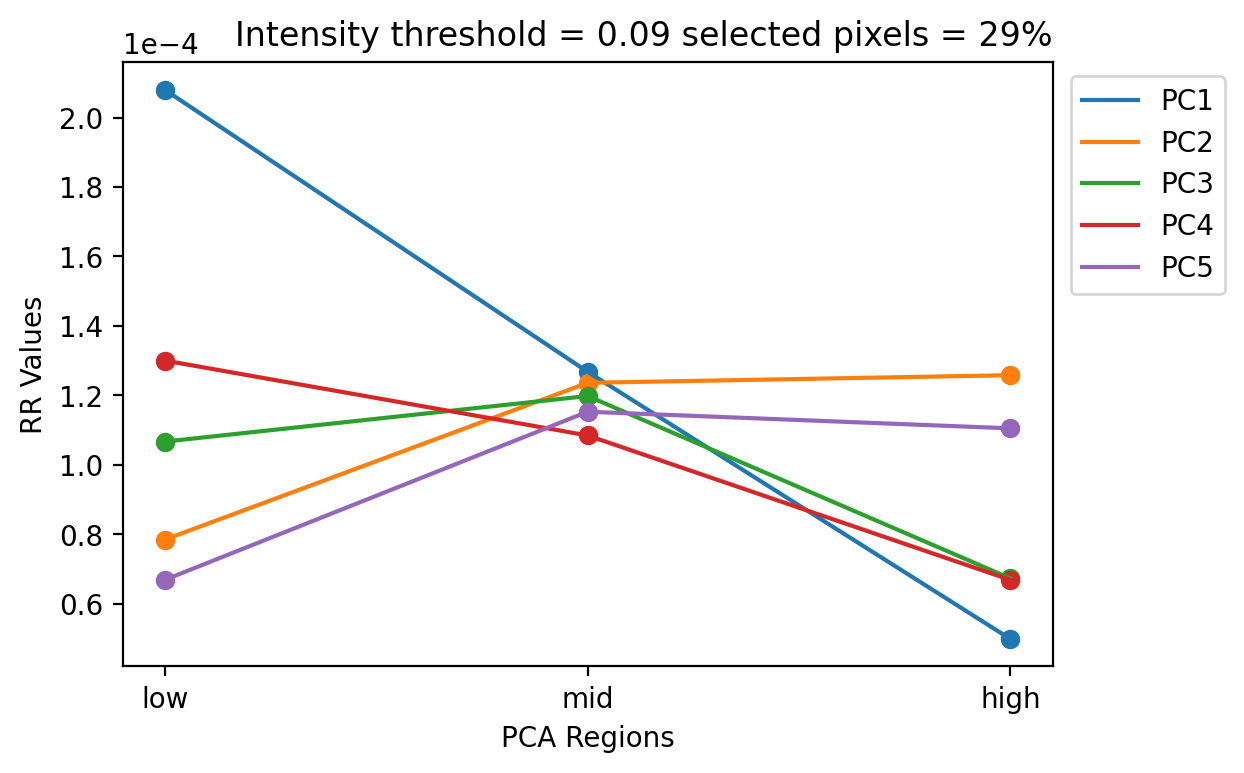 Intensity threshold = 0.09 selected pixels = 29%
1e−4
2.0
1.8
1.6
1.4
1.2
1.0
0.8
0.6
RR Values
low
mid
high
PCA Regions
PC1
PC2
PC3
PC4
PC5